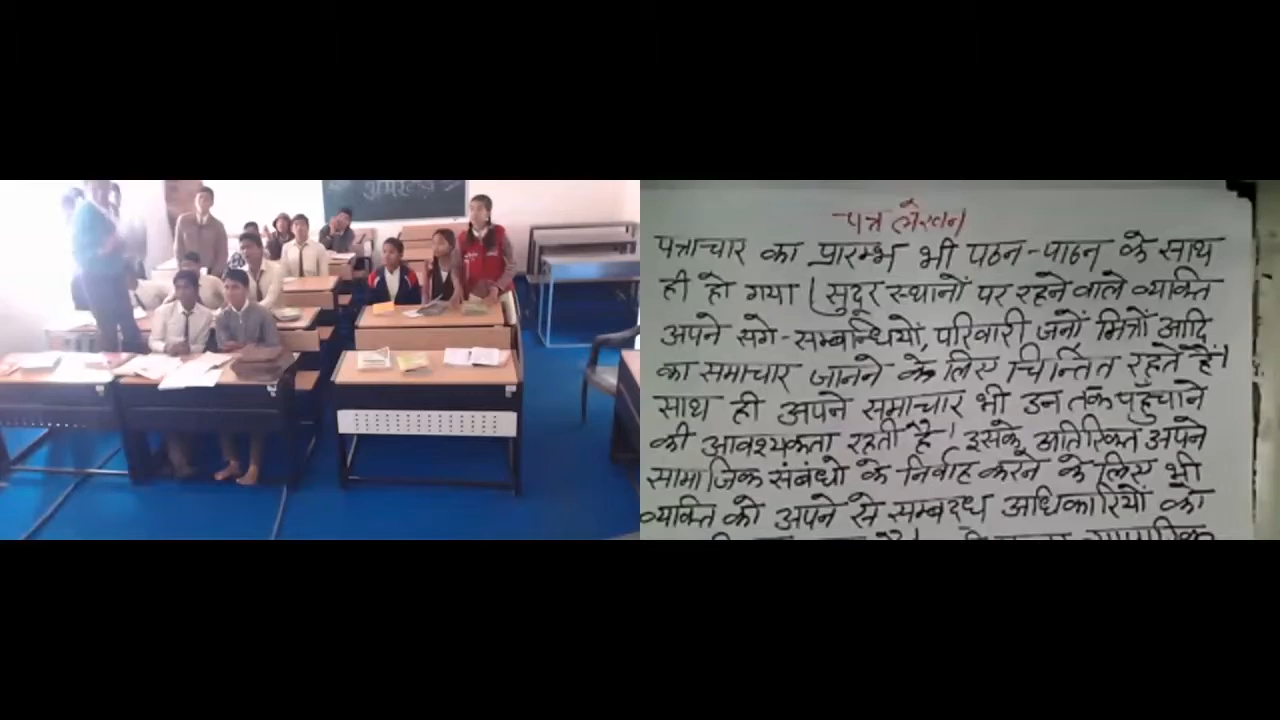 पत्र लेखन
पत्राचार का प्रारम्भ भी पठन-पाठन के साथ
ही हो गया (सुदूर स्थानों पर रहने वाले व्यक्ति
अपने सगे-सम्बन्धियों, परिवारी जनों मित्रों आदि
का समाचार जानने के लिए चिन्तित रहते हैं।
साथ ही अपने समाचार भी उन तक पहुँचाने
की आवश्यकता रहती है। इसके अतिरिक्त अपने
सामाजिक संबंधो के निर्वाह करने के लिए भी
व्यक्ति को अपने से सम्बद्ध अधिकारियों को